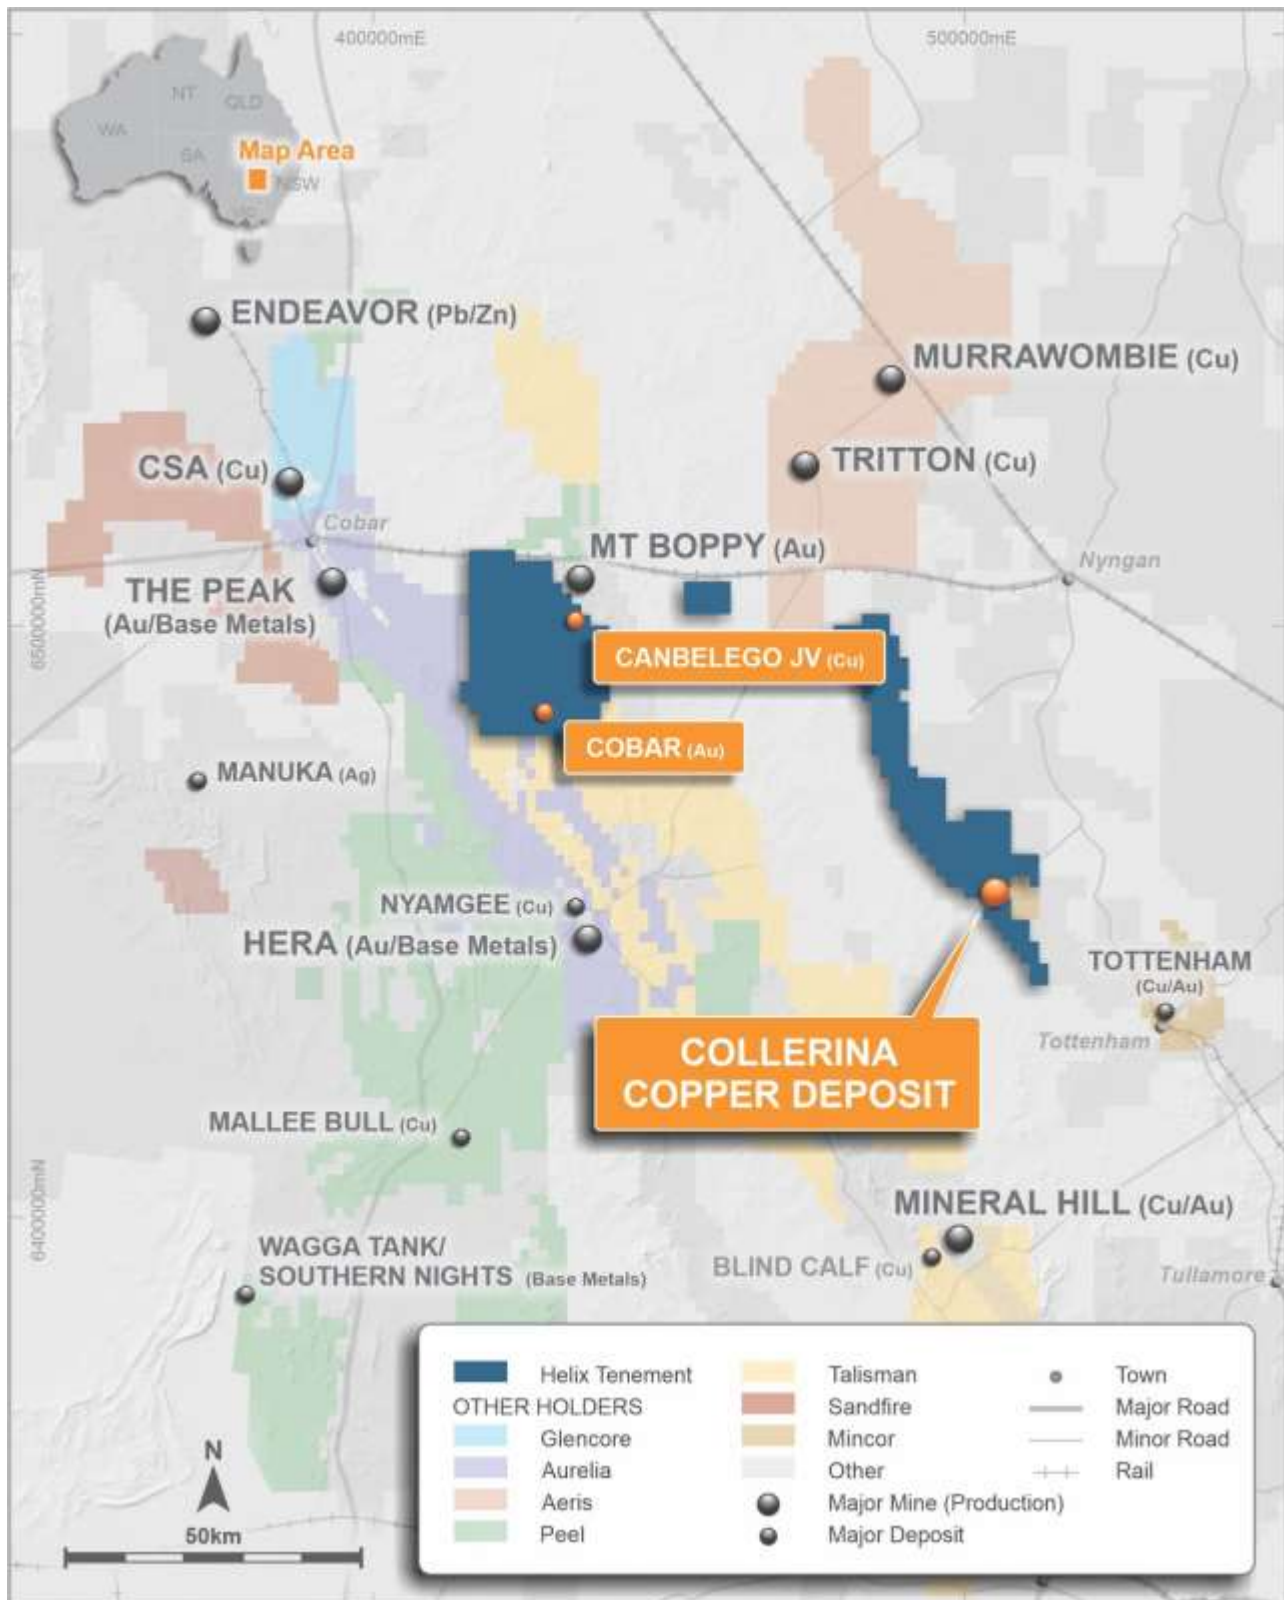 400000mE
500000mE
NT
QLD
WA
SA
Map Area
NSW
VIC
ENDEAVOR (Pb/Zn)
MURRAWOMBIE (Cu)
CSA (Cu)
TRITTON (Cu)
Cobar
MT BOPPY (Au)
Nyngan
THE PEAK
(Au/Base Metals)
6500000mN
CANBELEGO JV (Cu)
COBAR (Au)
MANUKA (Ag)
NYAMGEE (Cu)
HERA (Au/Base Metals)
TOTTENHAM
(Cu/Au)
Tottenham
COLLERINA
COPPER DEPOSIT
MALLEE BULL (Cu)
6400000mN
MINERAL HILL (Cu/Au)
BLIND CALF (Cu)
Tullamore
WAGGA TANK/
SOUTHERN NIGHTS (Base Metals)
Helix Tenement
OTHER HOLDERS
Glencore
Aurelia
Aeris
Peel
Talisman
Sandfire
Mincor
Other
Major Mine (Production)
Major Deposit
Town
Major Road
Minor Road
Rail
N
50km